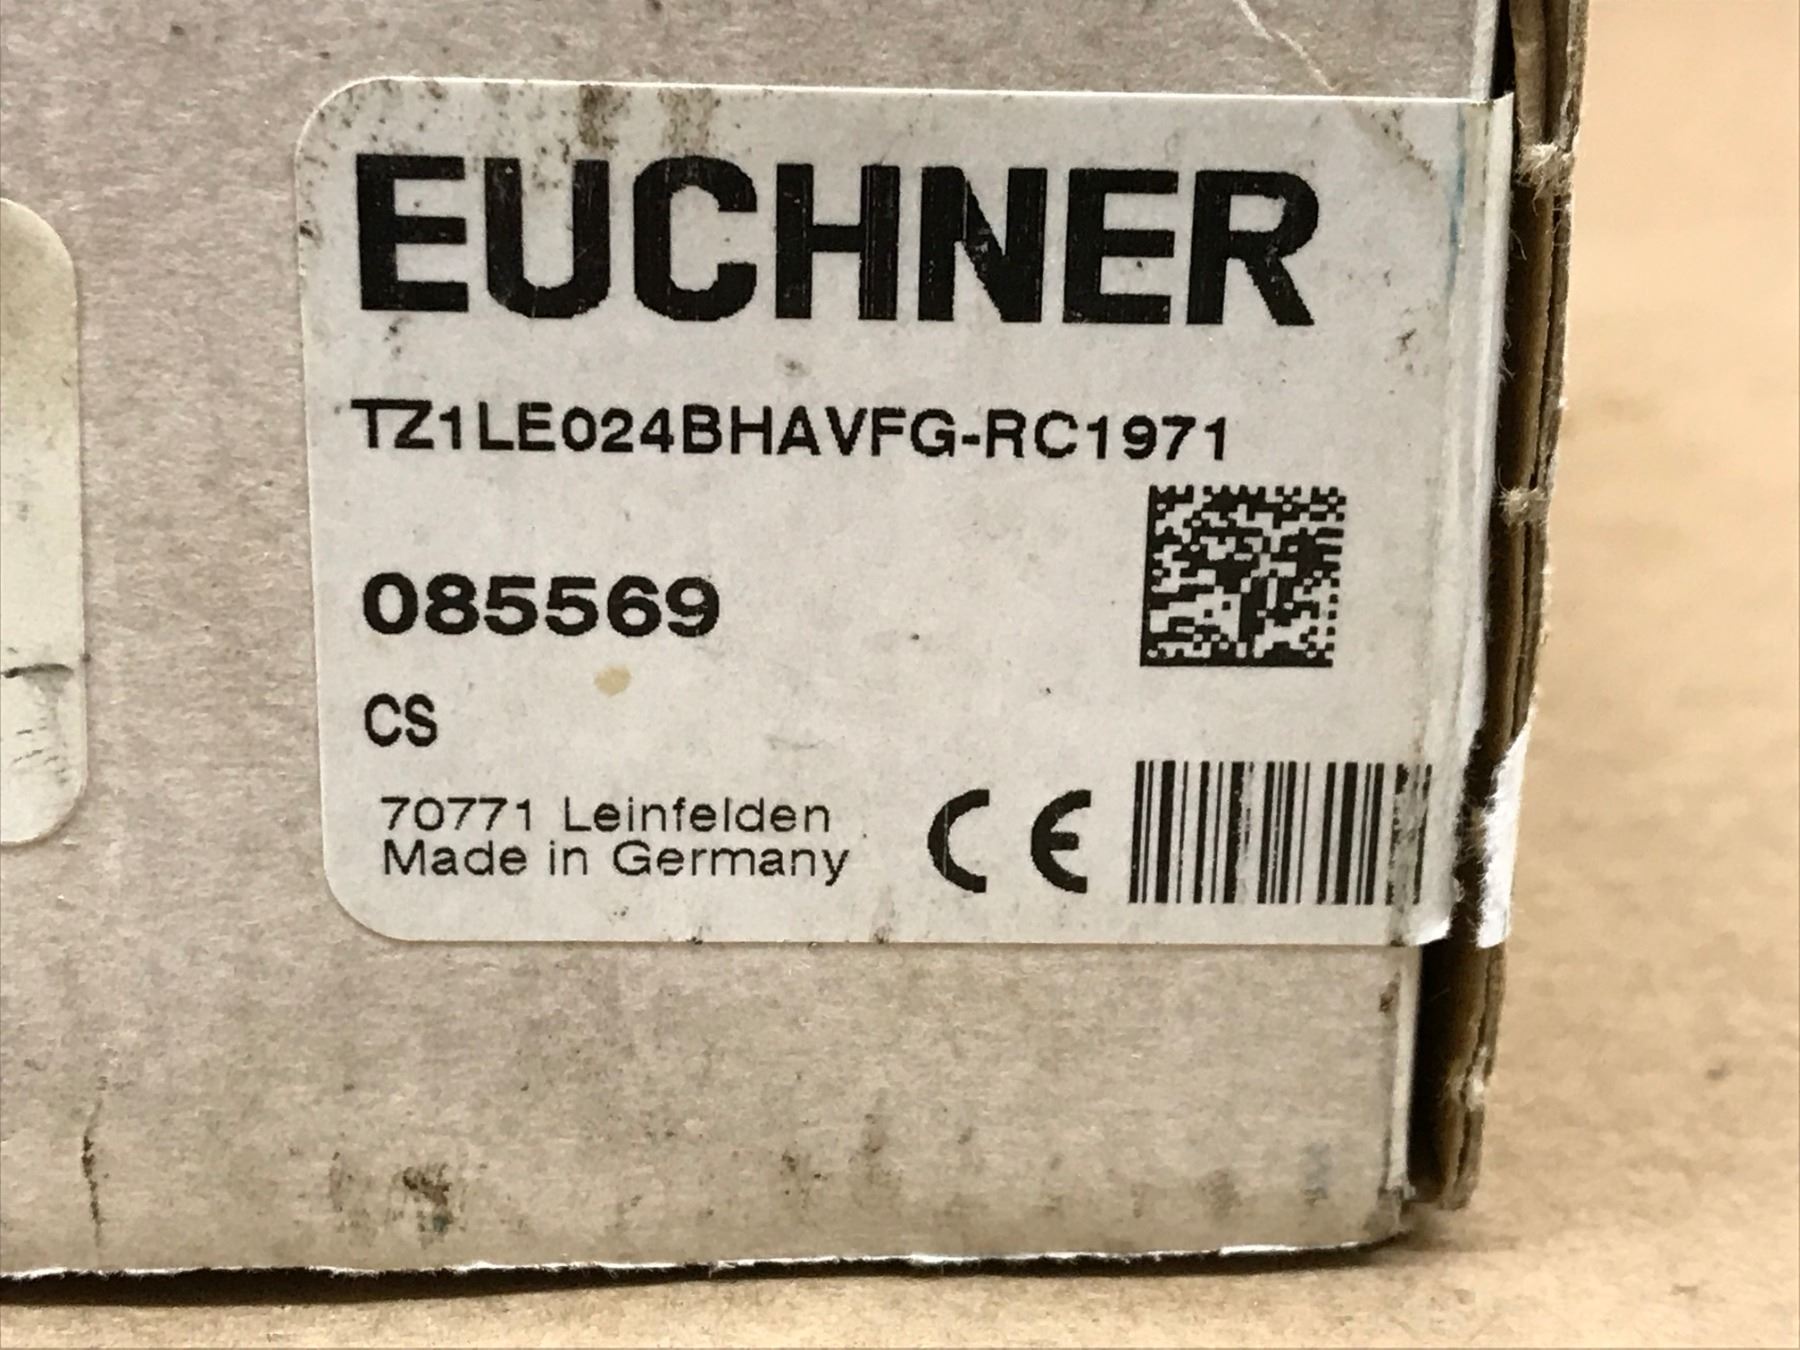 EUCHNER
TZ1LE024BHAVFG-RC1971
085569
CS
70771 Leinfelden
Made in Germany
CE